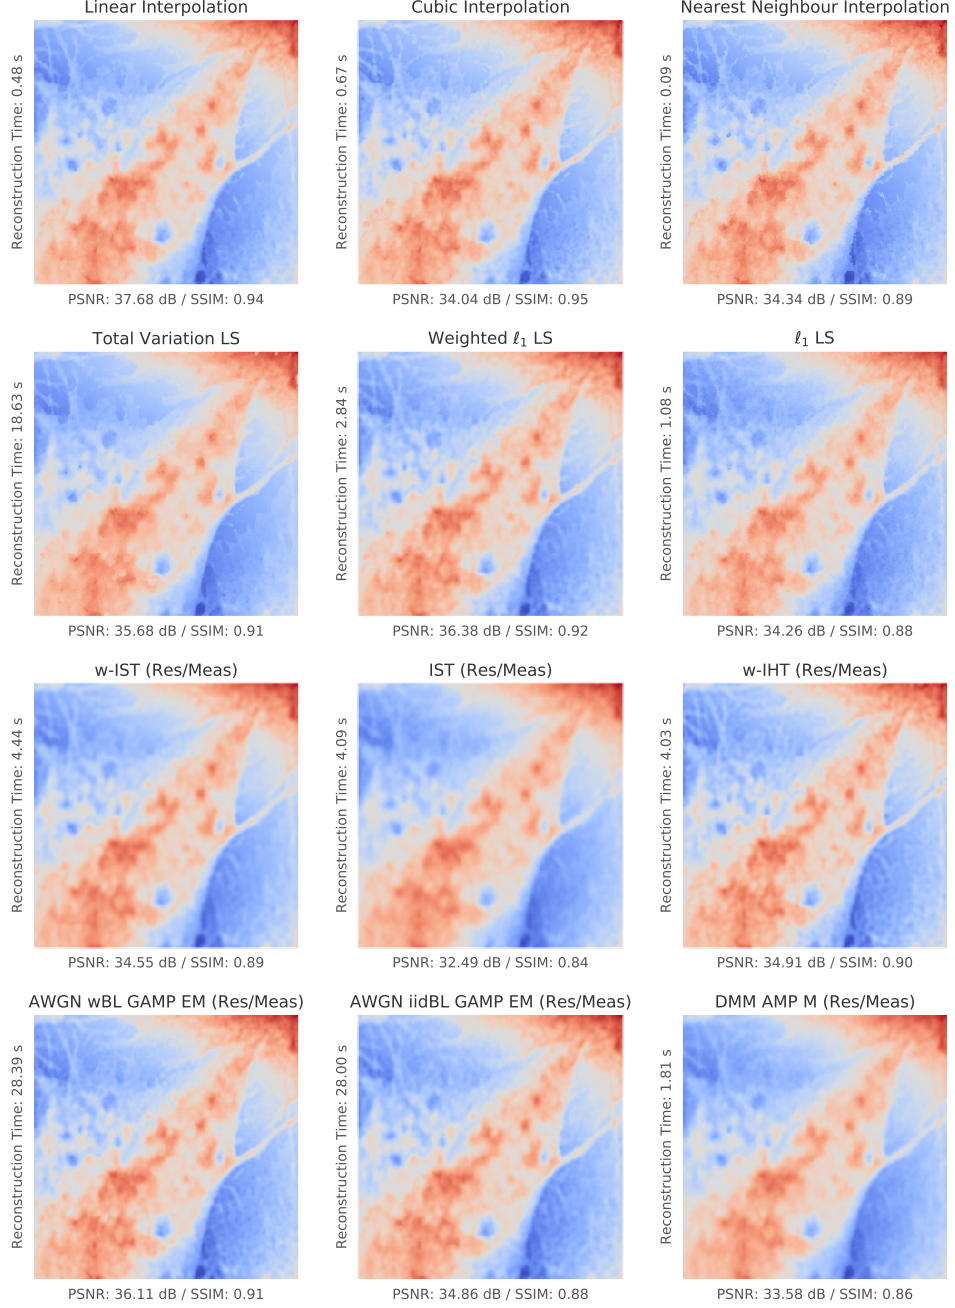 Linear Interpolation
Reconstruction Time: 0.48 s
PSNR: 37.68 dB / SSIM: 0.94
Cubic Interpolation
Reconstruction Time: 0.67 s
PSNR: 34.04 dB / SSIM: 0.95
Nearest Neighbour Interpolation
Reconstruction Time: 0.09 s
PSNR: 34.34 dB / SSIM: 0.89
Total Variation LS
Reconstruction Time: 18.63 s
PSNR: 35.68 dB / SSIM: 0.91
Weighted ℓ₁ LS
Reconstruction Time: 2.84 s
PSNR: 36.38 dB / SSIM: 0.92
ℓ₁ LS
Reconstruction Time: 1.08 s
PSNR: 34.26 dB / SSIM: 0.88
w-IST (Res/Meas)
Reconstruction Time: 4.44 s
PSNR: 34.55 dB / SSIM: 0.89
IST (Res/Meas)
Reconstruction Time: 4.09 s
PSNR: 32.49 dB / SSIM: 0.84
w-IHT (Res/Meas)
Reconstruction Time: 4.03 s
PSNR: 34.91 dB / SSIM: 0.90
AWGN wBL GAMP EM (Res/Meas)
Reconstruction Time: 28.39 s
PSNR: 36.11 dB / SSIM: 0.91
AWGN iidBL GAMP EM (Res/Meas)
Reconstruction Time: 28.00 s
PSNR: 34.86 dB / SSIM: 0.88
DMM AMP M (Res/Meas)
Reconstruction Time: 1.81 s
PSNR: 33.58 dB / SSIM: 0.86